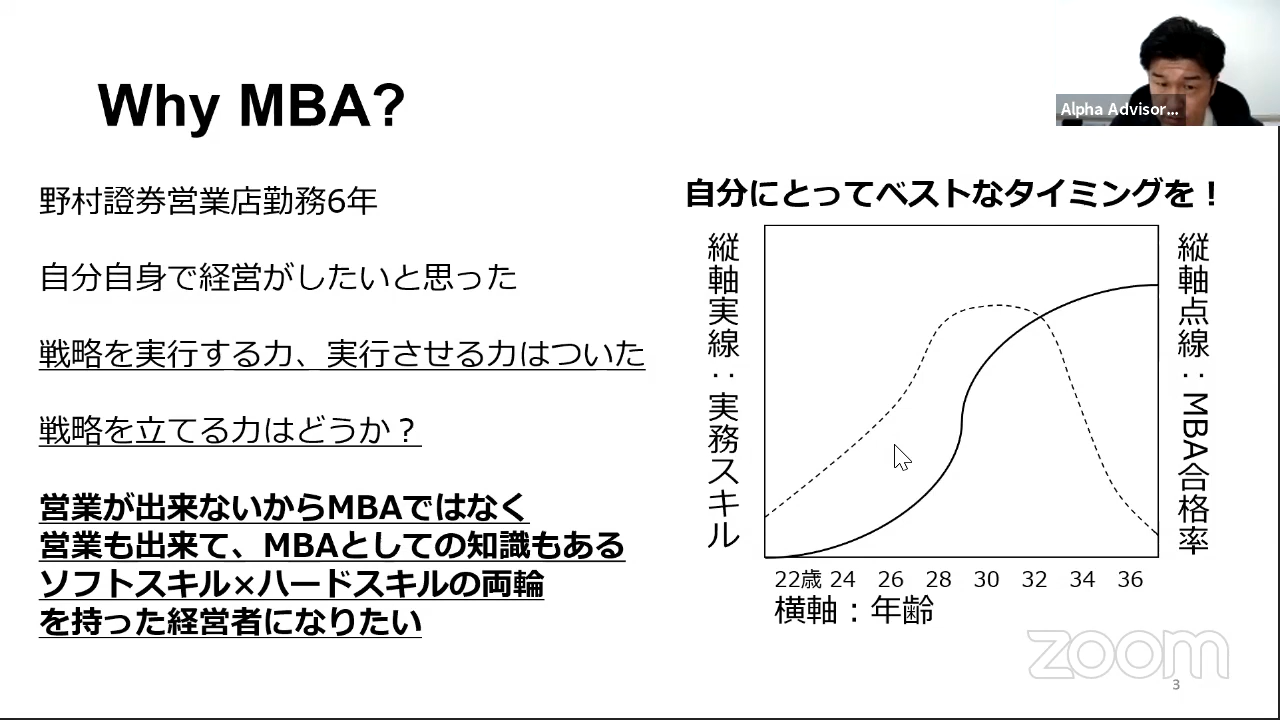 Why MBA?
Alpha Advisor...
野村證券営業店勤務6年
自分自身で経営がしたいと思った
戦略を実行する力、実行させる力はついた
戦略を立てる力はどうか？
営業が出来ないからMBAではなく
営業も出来て、MBAとしての知識もある
ソフトスキル×ハードスキルの両輪
を持った経営者になりたい
自分にとってベストなタイミングを！
縦軸実線：実務スキル
縦軸点線：MBA合格率
22歳 24 26 28 30 32 34 36
横軸：年齢
zoom
3